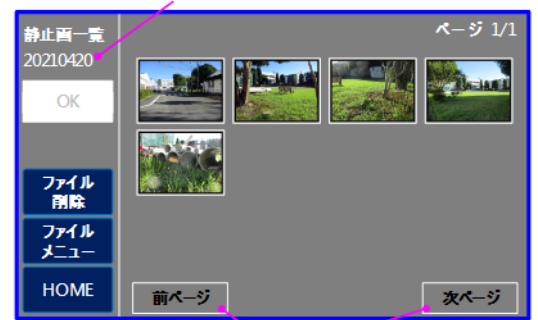 静止画一覧
ページ 1/1
20210420
OK
ファイル
削除
ファイル
メニュー
HOME
前ページ
次ページ